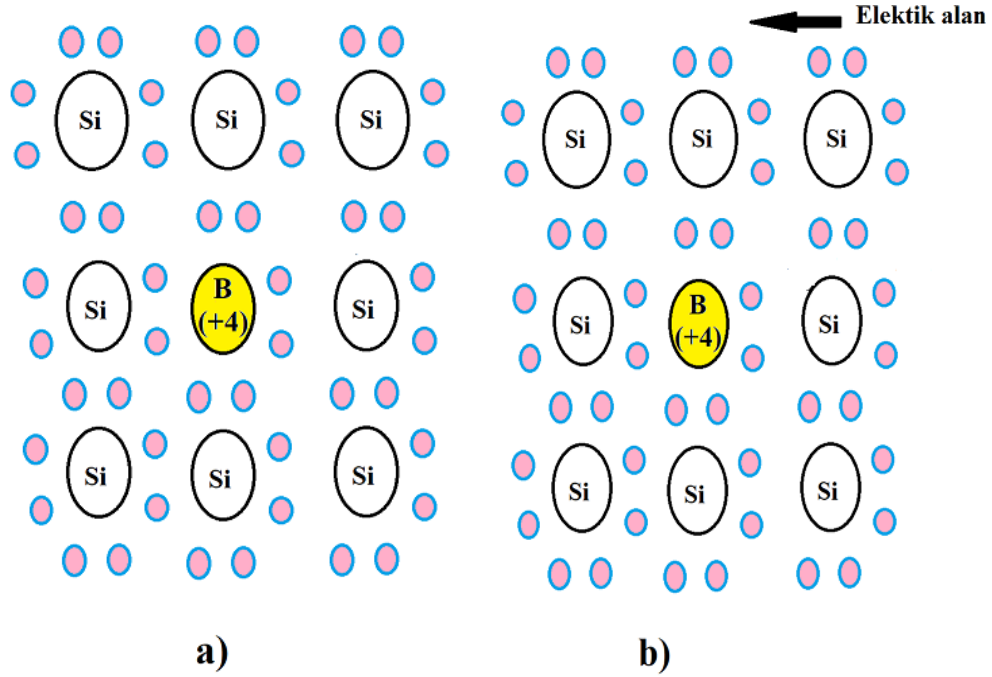 Elektik alan
Si Si Si Si Si Si
Si B Si Si B Si
(+4) (+4)
Si Si Si Si Si Si
a) b)